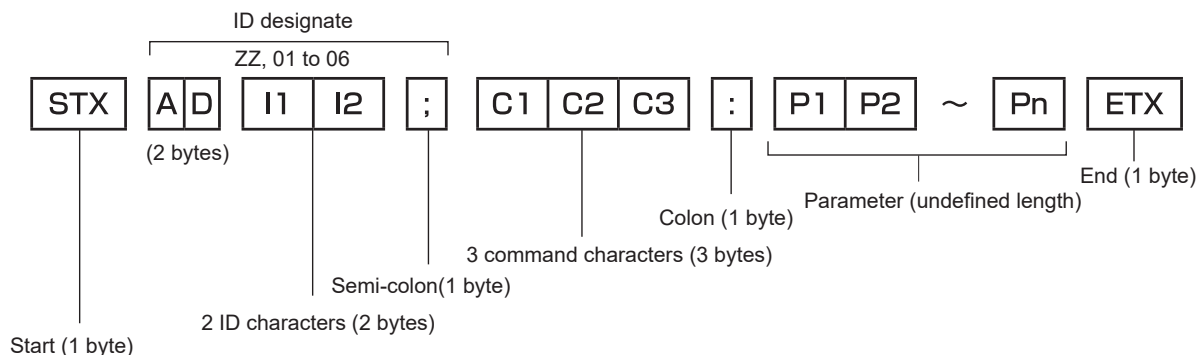 ID designate
ZZ, 01 to 06
STX A D I1 I2 ; C1 C2 C3 : P1 P2 ～ Pn ETX
(2 bytes)
End (1 byte)
Parameter (undefined length)
Colon (1 byte)
3 command characters (3 bytes)
Semi-colon(1 byte)
2 ID characters (2 bytes)
Start (1 byte)